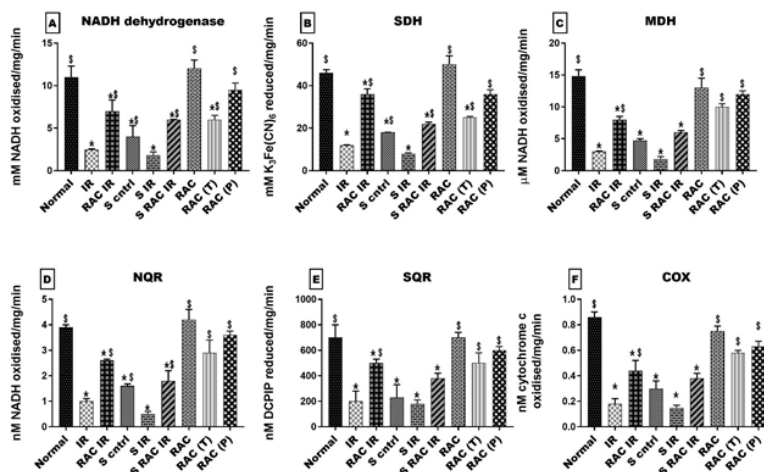 A NADH dehydrogenase
mM NADH oxidised/mg/min
15
10
5
0
$
*
*$
*$
*
*$
$
*$
$
Normal
IR
RAC IR
S cntrl
S IR
S RAC IR
RAC
RAC (T)
RAC (P)
B SDH
mM K3Fe(CN)6 reduced/mg/min
60
40
20
0
$
*
*$
*$
*
*$
$
*$
$
Normal
IR
RAC IR
S cntrl
S IR
S RAC IR
RAC
RAC (T)
RAC (P)
C MDH
μM NADH oxidised/mg/min
20
15
10
5
0
$
*
*$
*
*
*
$
$
$
Normal
IR
RAC IR
S cntrl
S IR
S RAC IR
RAC
RAC (T)
RAC (P)
D NQR
nM NADH oxidised/mg/min
5
4
3
2
1
0
$
*
*$
*$
*
*$
$
$
$
Normal
IR
RAC IR
S cntrl
S IR
S RAC IR
RAC
RAC (T)
RAC (P)
E SQR
nM DCPIP reduced/mg/min
1000
800
600
400
200
0
$
*
*$
*
*
*
$
$
$
Normal
IR
RAC IR
S cntrl
S IR
S RAC IR
RAC
RAC (T)
RAC (P)
F COX
nM cytochrome c
oxidised/mg/min
1.0
0.8
0.6
0.4
0.2
0.0
$
*
*$
*
*
*
$
$
$
Normal
IR
RAC IR
S cntrl
S IR
S RAC IR
RAC
RAC (T)
RAC (P)